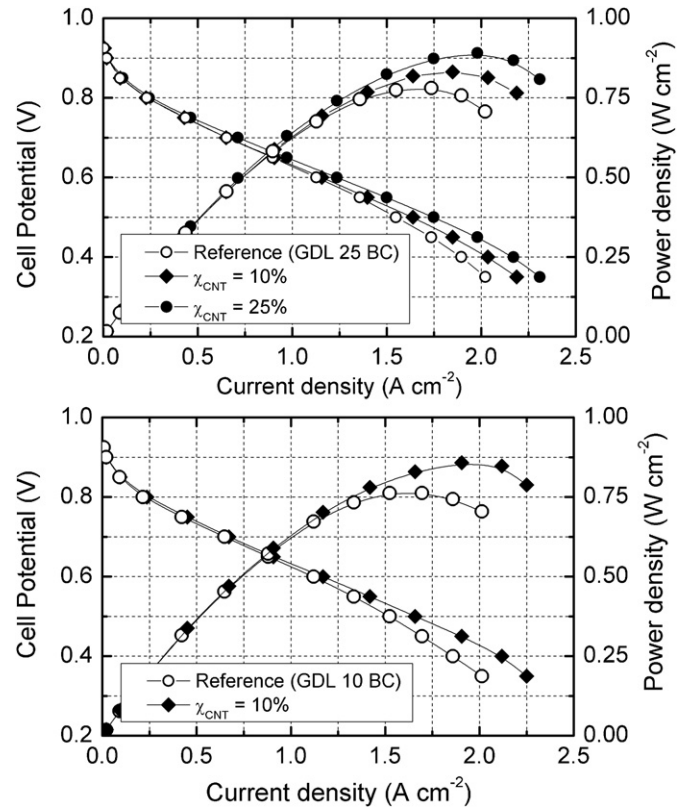 1.0
0.8
0.6
0.4
0.2
Cell Potential (V)
1.00
0.75
0.50
0.25
0.00
Power density (W cm-2)
Reference (GDL 25 BC)
χCNT = 10%
χCNT = 25%
0.0 0.5 1.0 1.5 2.0 2.5
Current density (A cm-2)
1.0
0.8
0.6
0.4
0.2
Cell Potential (V)
1.00
0.75
0.50
0.25
0.00
Power density (W cm-2)
Reference (GDL 10 BC)
χCNT = 10%
0.0 0.5 1.0 1.5 2.0 2.5
Current density (A cm-2)